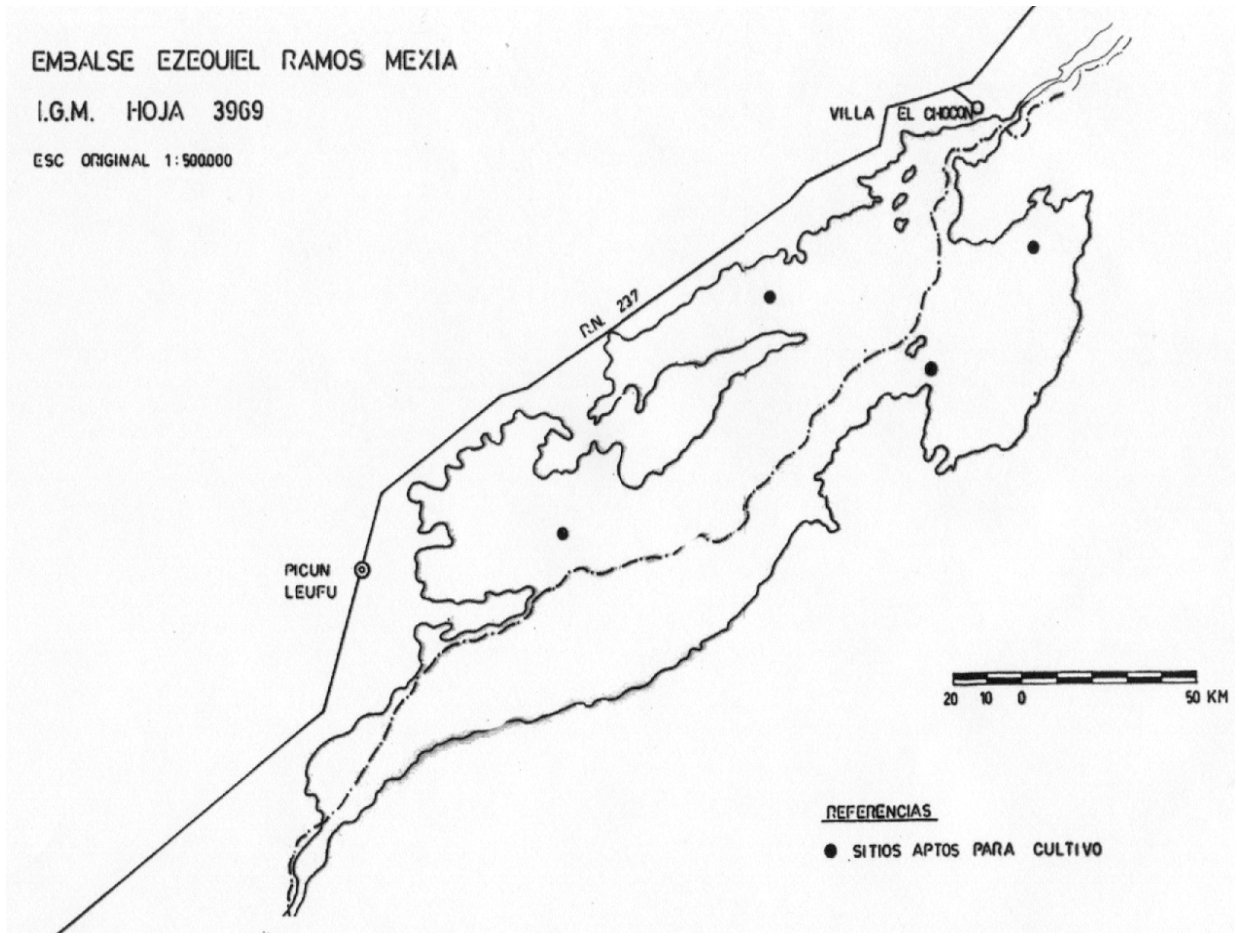 EMBALSE EZEOUIEL RAMOS MEXIA
I.G.M. HOJA 3969
ESC ORIGINAL 1:500.000
VILLA EL CHOCON
R.N. 237
PICUN
LEUFU
20 10 0 50 KM
REFERENCIAS
● SITIOS APTOS PARA CULTIVO